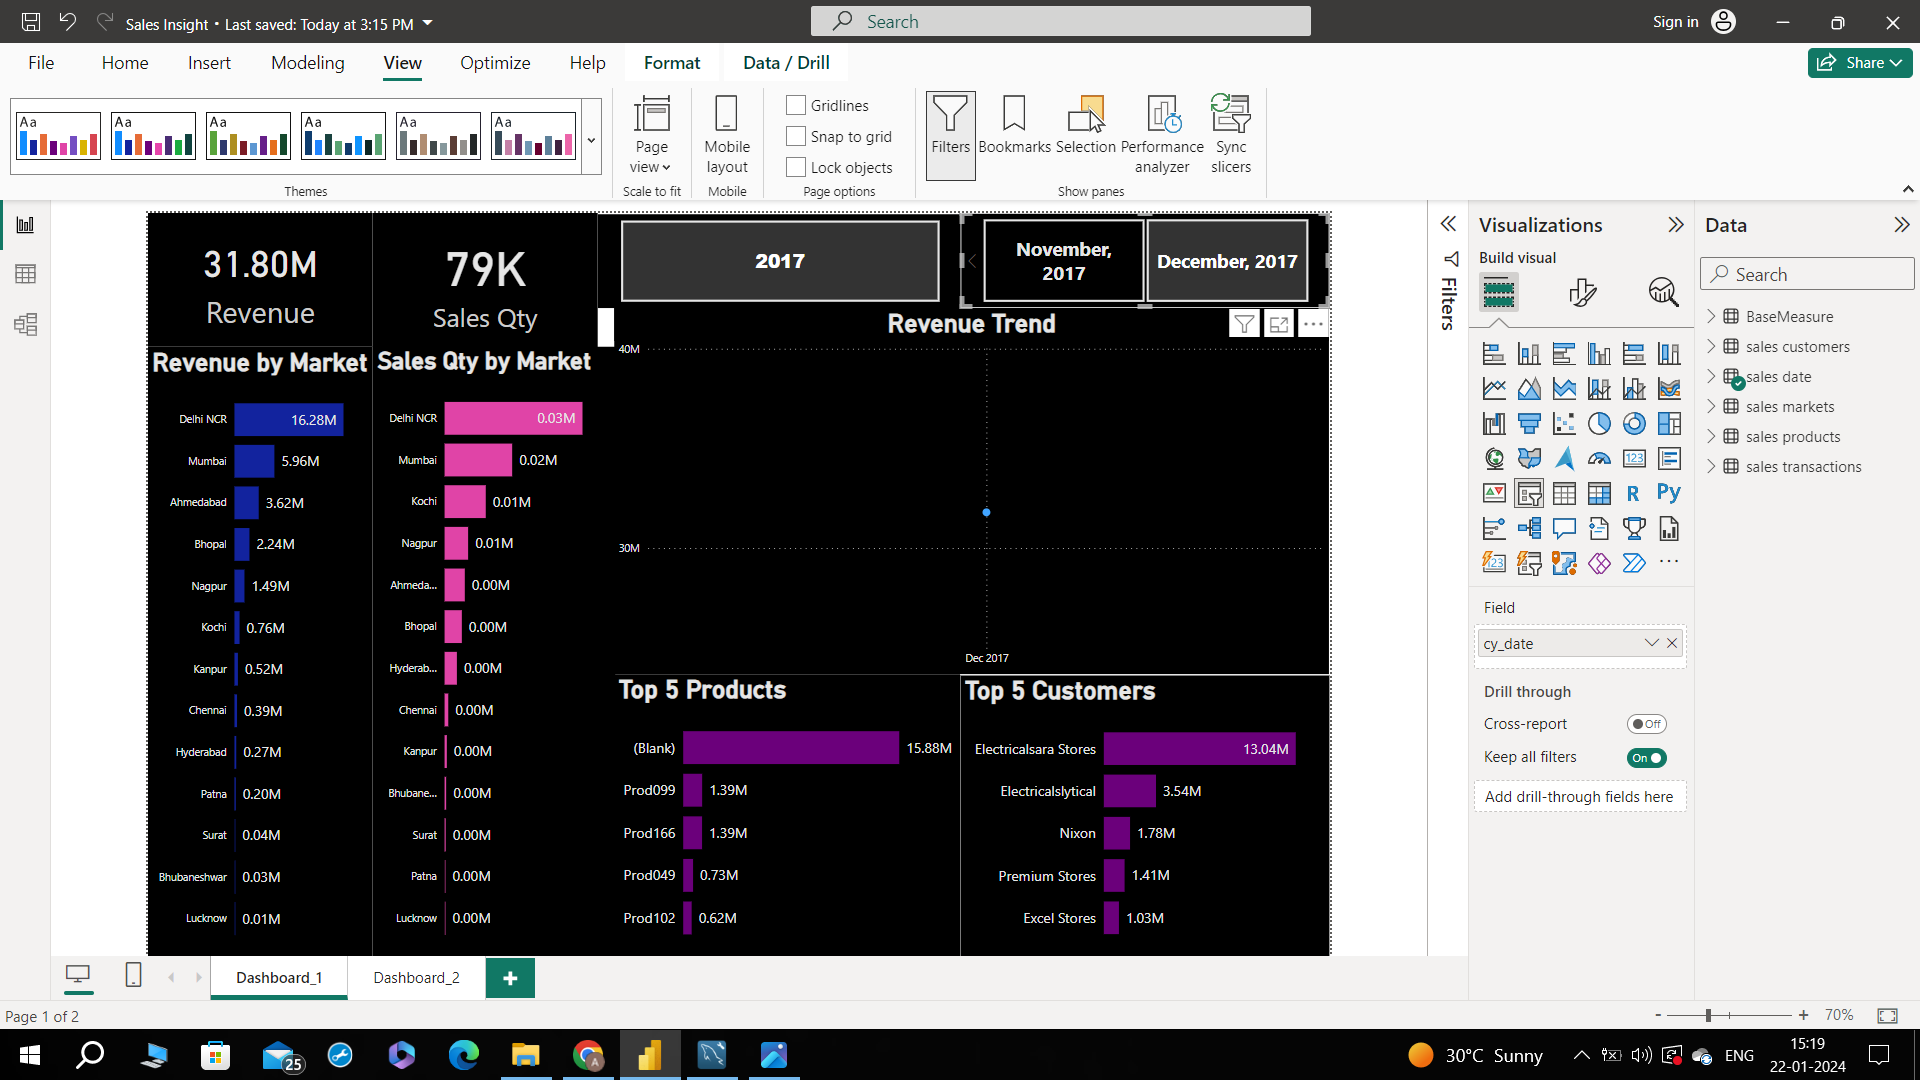 Sales Insight • Last saved: Today at 3:15 PM
Search
Sign in
File
Home
Insert
Modeling
View
Optimize
Help
Format
Data / Drill
Share
Aa
Aa
Aa
Aa
Aa
Aa
Page
view
Mobile
layout
Gridlines
Snap to grid
Lock objects
Filters
Bookmarks
Selection
Performance
analyzer
Sync
slicers
Themes
Scale to fit
Mobile
Page options
Show panes
31.80M
Revenue
79K
Sales Qty
2017
November,
2017
December, 2017
Revenue by Market
Delhi NCR 16.28M
Mumbai 5.96M
Ahmedabad 3.62M
Bhopal 2.24M
Nagpur 1.49M
Kochi 0.76M
Kanpur 0.52M
Chennai 0.39M
Hyderabad 0.27M
Patna 0.20M
Surat 0.04M
Bhubaneshwar 0.03M
Lucknow 0.01M
Sales Qty by Market
Delhi NCR 0.03M
Mumbai 0.02M
Kochi 0.01M
Nagpur 0.01M
Ahmeda... 0.00M
Bhopal 0.00M
Hyderab... 0.00M
Chennai 0.00M
Kanpur 0.00M
Bhubane... 0.00M
Surat 0.00M
Patna 0.00M
Lucknow 0.00M
Revenue Trend
40M
30M
Dec 2017
Top 5 Products
(Blank) 15.88M
Prod099 1.39M
Prod166 1.39M
Prod049 0.73M
Prod102 0.62M
Top 5 Customers
Electricalsara Stores 13.04M
Electricalslytical 3.54M
Nixon 1.78M
Premium Stores 1.41M
Excel Stores 1.03M
Filters
Visualizations
Build visual
123
R
Py
123
Field
cy_date
Drill through
Cross-report
Off
Keep all filters
On
Add drill-through fields here
Data
Search
BaseMeasure
sales customers
sales date
sales markets
sales products
sales transactions
Dashboard_1
Dashboard_2
Page 1 of 2
- + 70%
25
A
30°C Sunny
ENG
15:19
22-01-2024